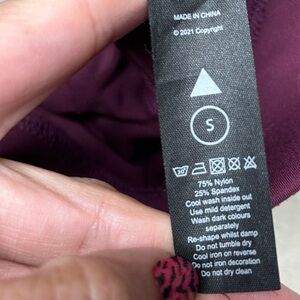 MADE IN CHINA
© 2021 Copyright
S
75% Nylon
25% Spandex
Cool wash inside out
Use mild detergent
Wash dark colours
separately
Re-shape whilst damp
Do not tumble dry
Cool iron on reverse
Do not iron decoration
Do not dry clean